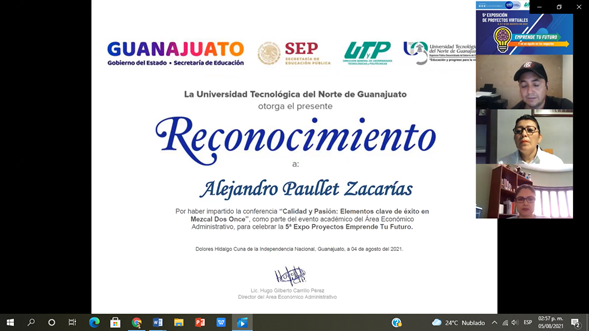 GUANAJUATO
Gobierno del Estado • Secretaría de Educación
SEP
SECRETARÍA DE
EDUCACIÓN PÚBLICA
UTP
Universidad Tecnológica
del Norte de Guanajuato
5ª EXPOSICIÓN
DE PROYECTOS VIRTUALES
EMPRENDE TU FUTURO
La Universidad Tecnológica del Norte de Guanajuato
otorga el presente
Reconocimiento
a:
Alejandro Paullet Zacarías
Por haber impartido la conferencia "Calidad y Pasión: Elementos clave de éxito en
Mezcal Dos Once", como parte del evento académico del Área Económico
Administrativo, para celebrar la 5ª Expo Proyectos Emprende Tu Futuro.
Dolores Hidalgo Cuna de la Independencia Nacional, Guanajuato, a 04 de agosto del 2021.
Lic. Hugo Gilberto Carrillo Pérez
Director del Área Económico Administrativo
24°C Nublado
ESP
02:57 p. m.
05/08/2021